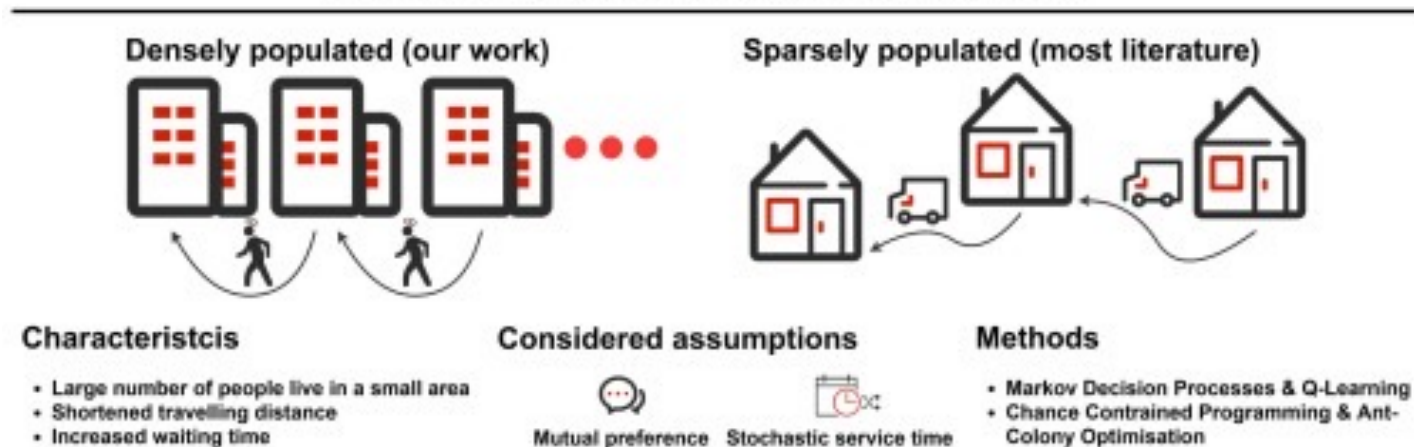 Densely populated (our work)
Sparsely populated (most literature)
Characteristcis
• Large number of people live in a small area
• Shortened travelling distance
• Increased waiting time
Considered assumptions
Mutual preference
Stochastic service time
Methods
• Markov Decision Processes & Q-Learning
• Chance Contrained Programming & Ant-
Colony Optimisation